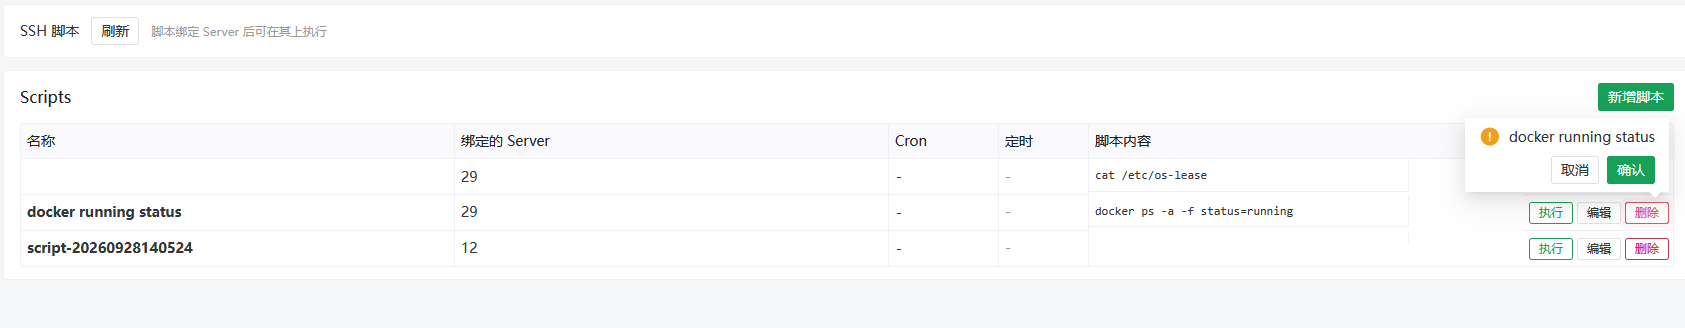 SSH 脚本 刷新 脚本绑定 Server 后可在其上执行
Scripts 新增脚本
名称 绑定的 Server Cron 定时 脚本内容
docker running status
取消 确认
29 - - cat /etc/os-lease
docker running status 29 - - docker ps -a -f status=running 执行 编辑 删除
script-20260928140524 12 - - 执行 编辑 删除